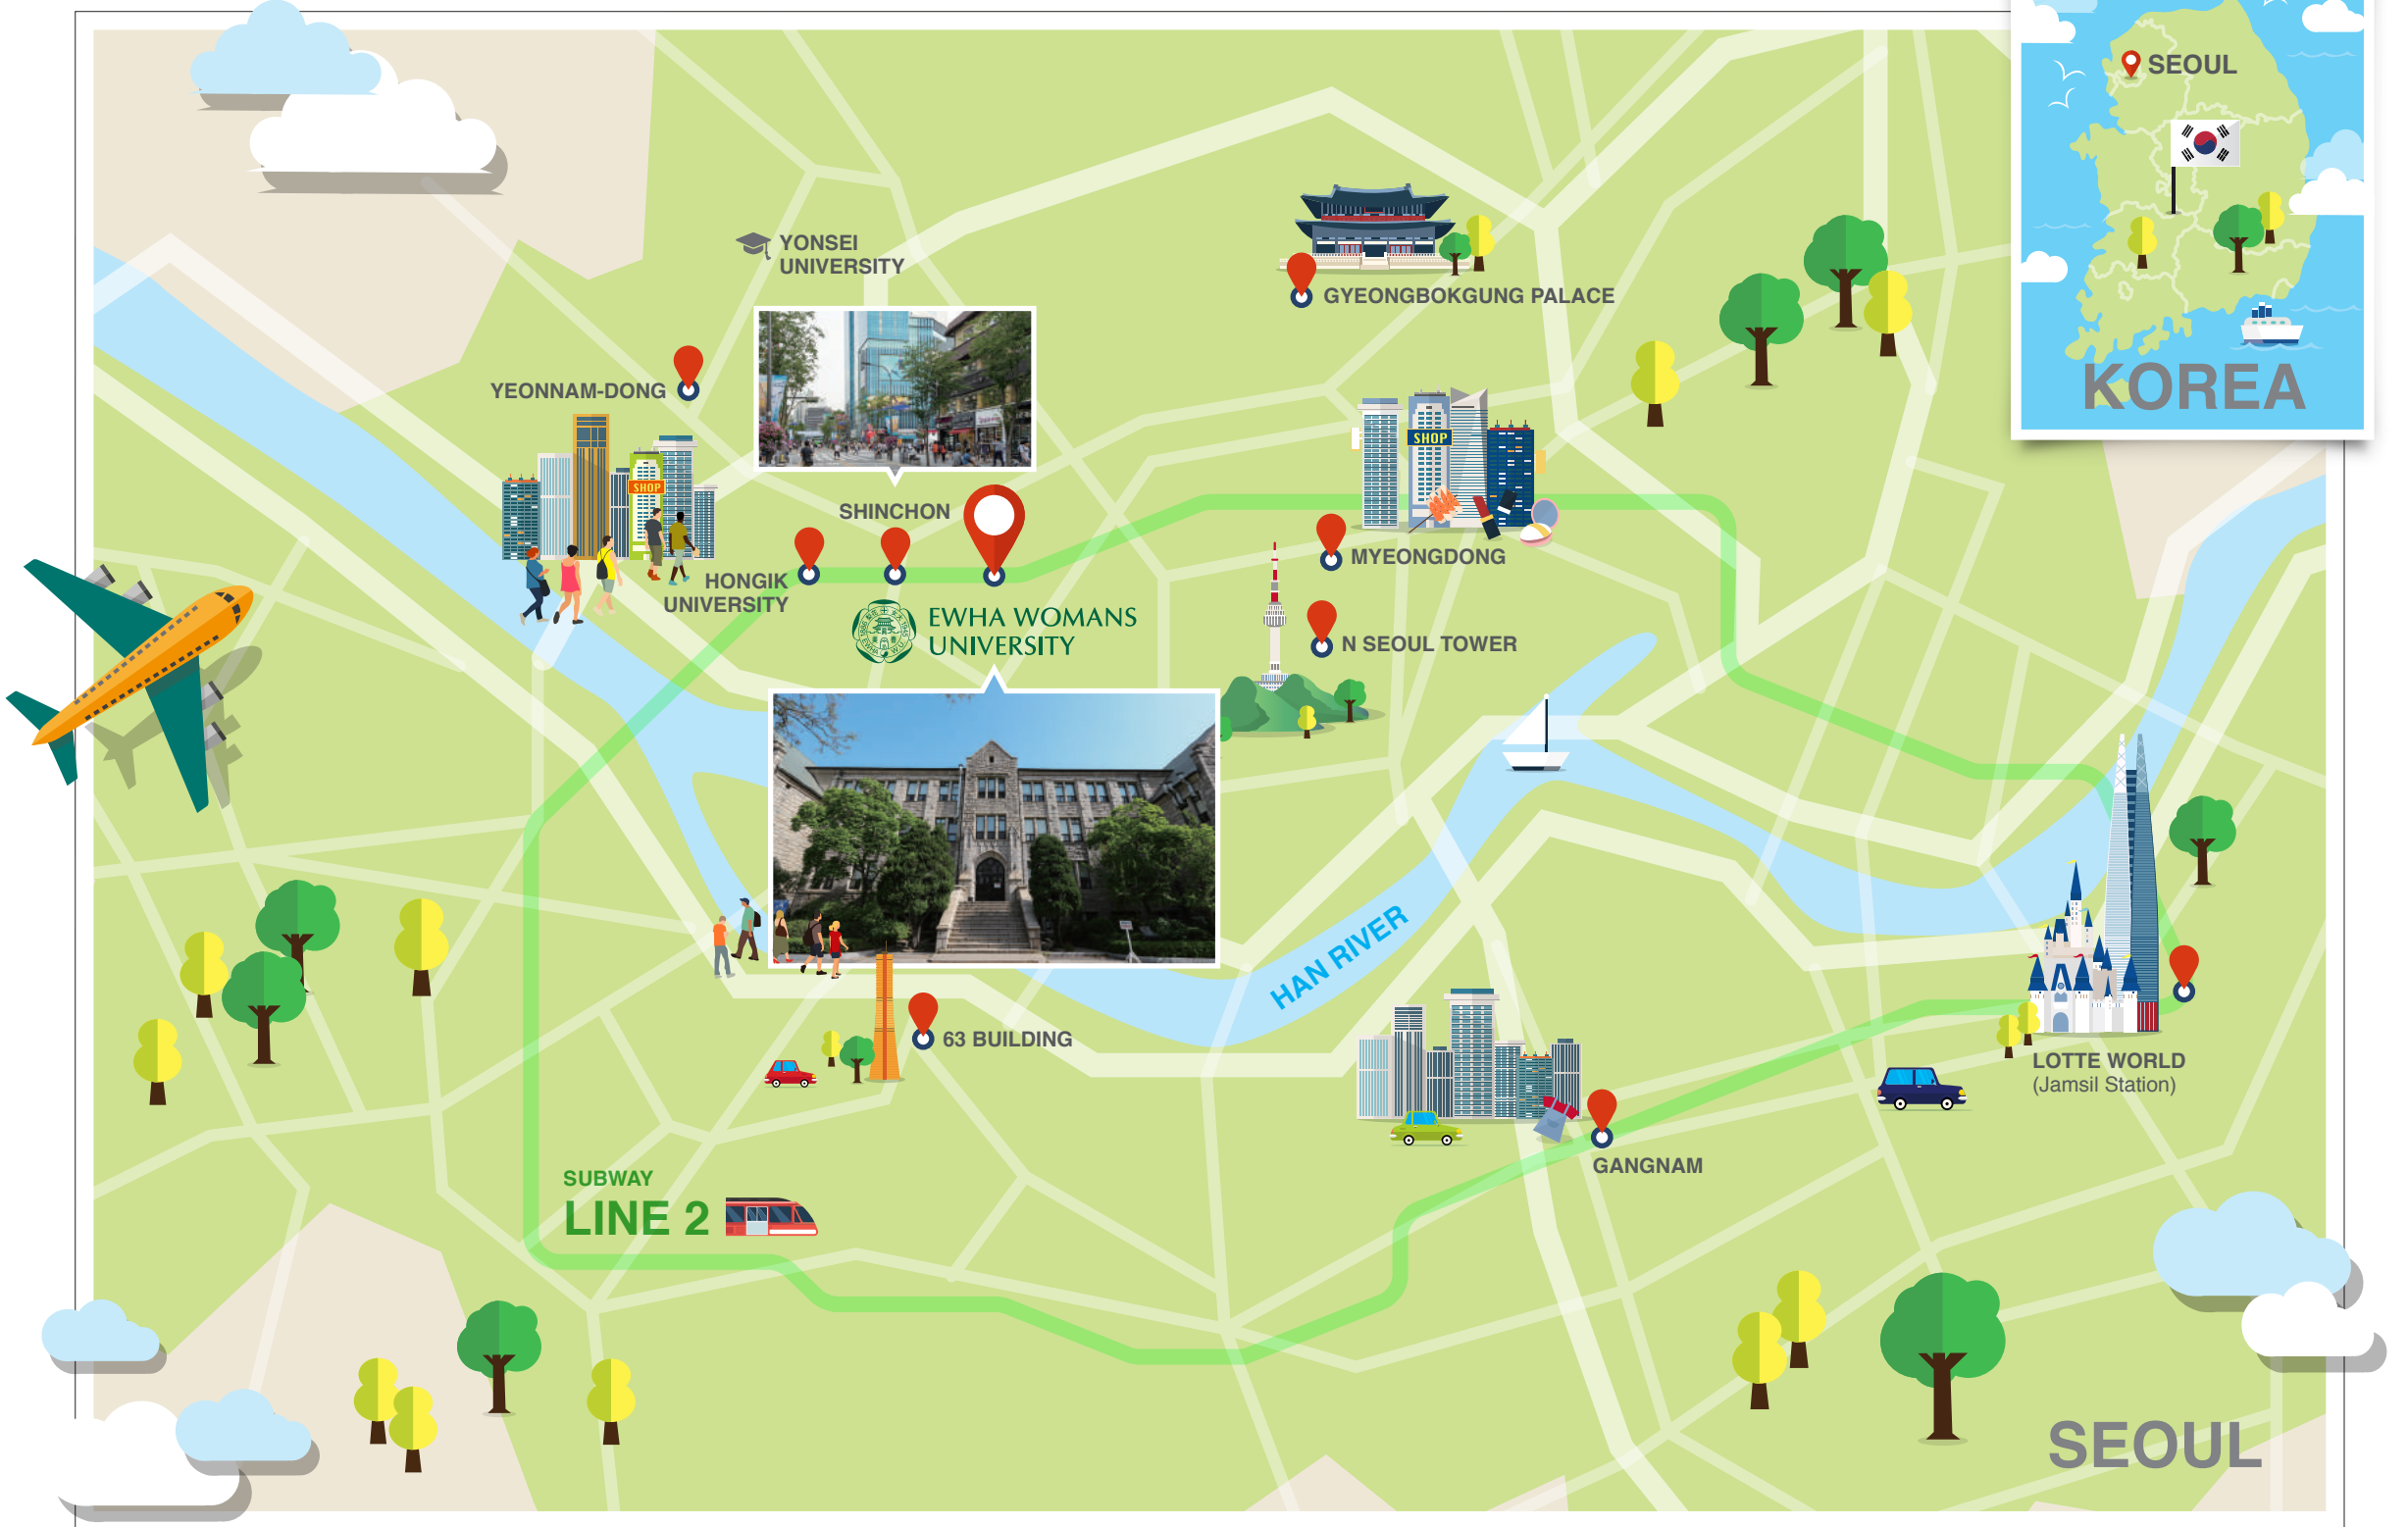 SEOUL
KOREA
YONSEI
UNIVERSITY
GYEONGBOKGUNG PALACE
YEONNAM-DONG
SHOP
SHOP
SHINCHON
MYEONGDONG
HONGIK
UNIVERSITY
EWHA WOMANS
UNIVERSITY
N SEOUL TOWER
HAN RIVER
63 BUILDING
LOTTE WORLD
(Jamsil Station)
GANGNAM
SUBWAY
LINE 2
SEOUL